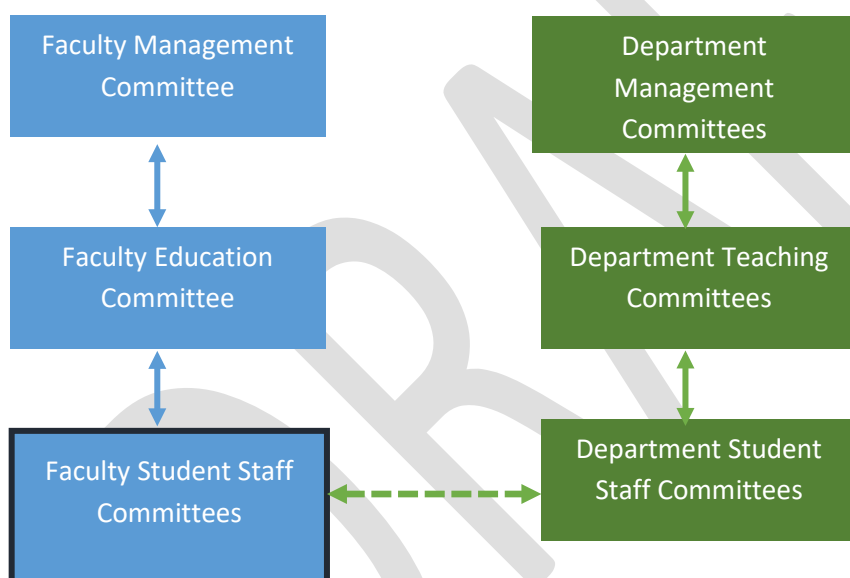 Faculty Management
Committee
Department
Management
Committees
Faculty Education
Committee
Department Teaching
Committees
Faculty Student Staff
Committees
Department Student
Staff Committees